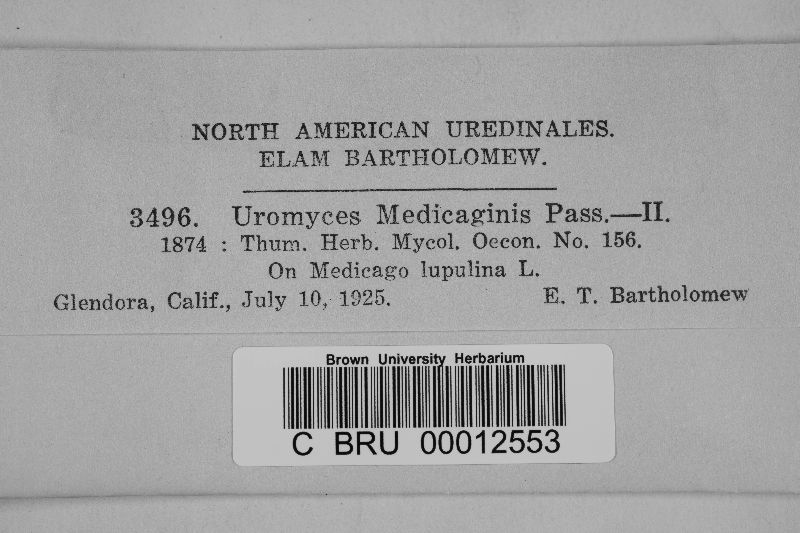 NORTH AMERICAN UREDINALES.
ELAM BARTHOLOMEW.
3496. Uromyces Medicaginis Pass.—II.
1874 : Thum. Herb. Mycol. Oecon. No. 156.
On Medicago lupulina L.
Glendora, Calif., July 10, 1925. E. T. Bartholomew
Brown University Herbarium
C BRU 00012553